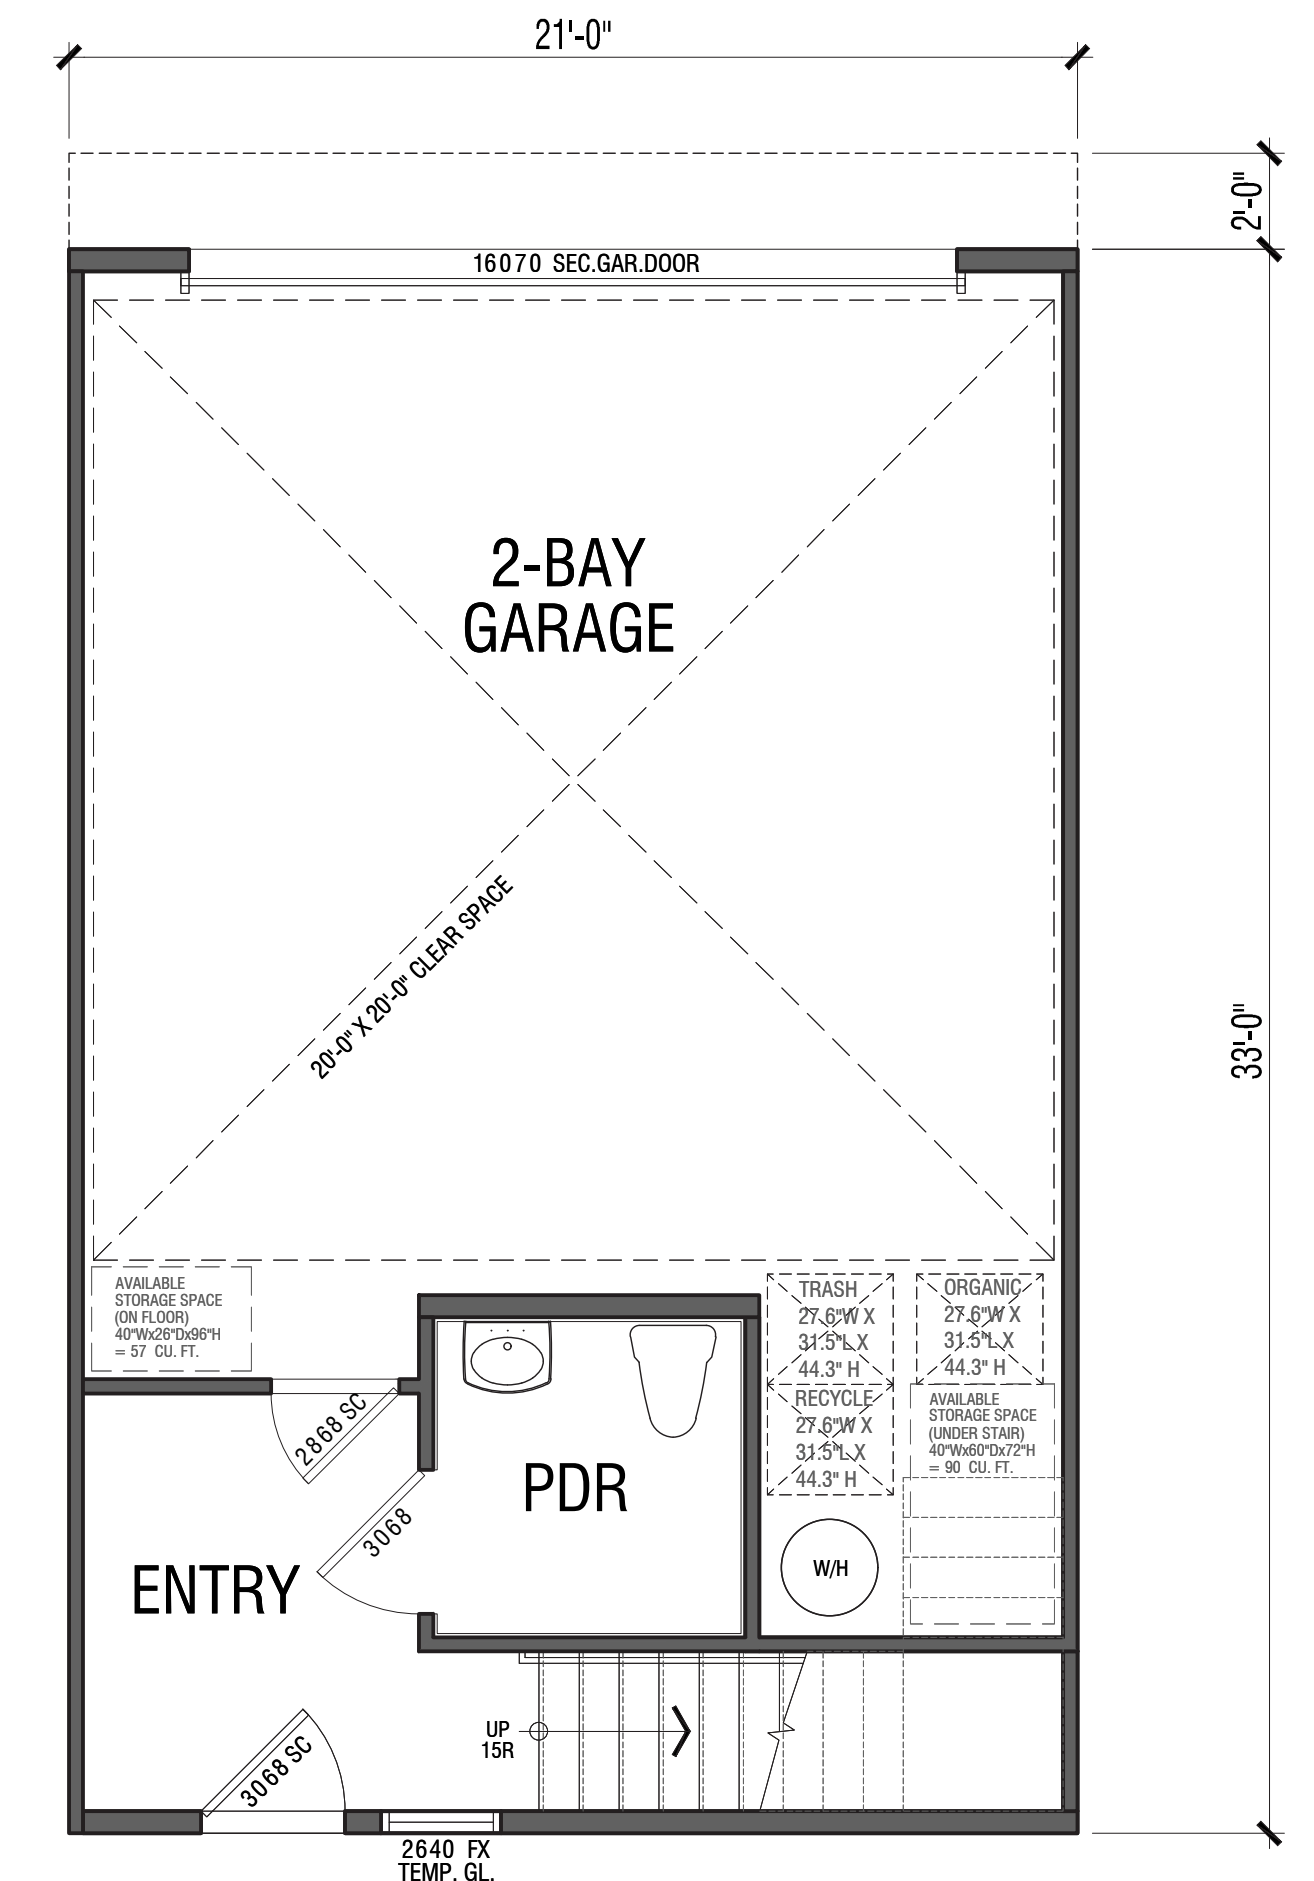 21'-0"
2'-0"
16070 SEC.GAR.DOOR
2-BAY
GARAGE
20'-0" X 20'-0" CLEAR SPACE
33'-0"
AVAILABLE
STORAGE SPACE
(ON FLOOR)
40"Wx26"Dx96"H
= 57 CU. FT.
TRASH
27.6"W X
31.5"L X
44.3" H
ORGANIC
27.6"W X
31.5"L X
44.3" H
RECYCLE
27.6"W X
31.5"L X
44.3" H
AVAILABLE
STORAGE SPACE
(UNDER STAIR)
40"Wx60"Dx72"H
= 90 CU. FT.
2868 SC
PDR
3068
W/H
ENTRY
UP
15R
3068 SC
2640 FX
TEMP. GL.